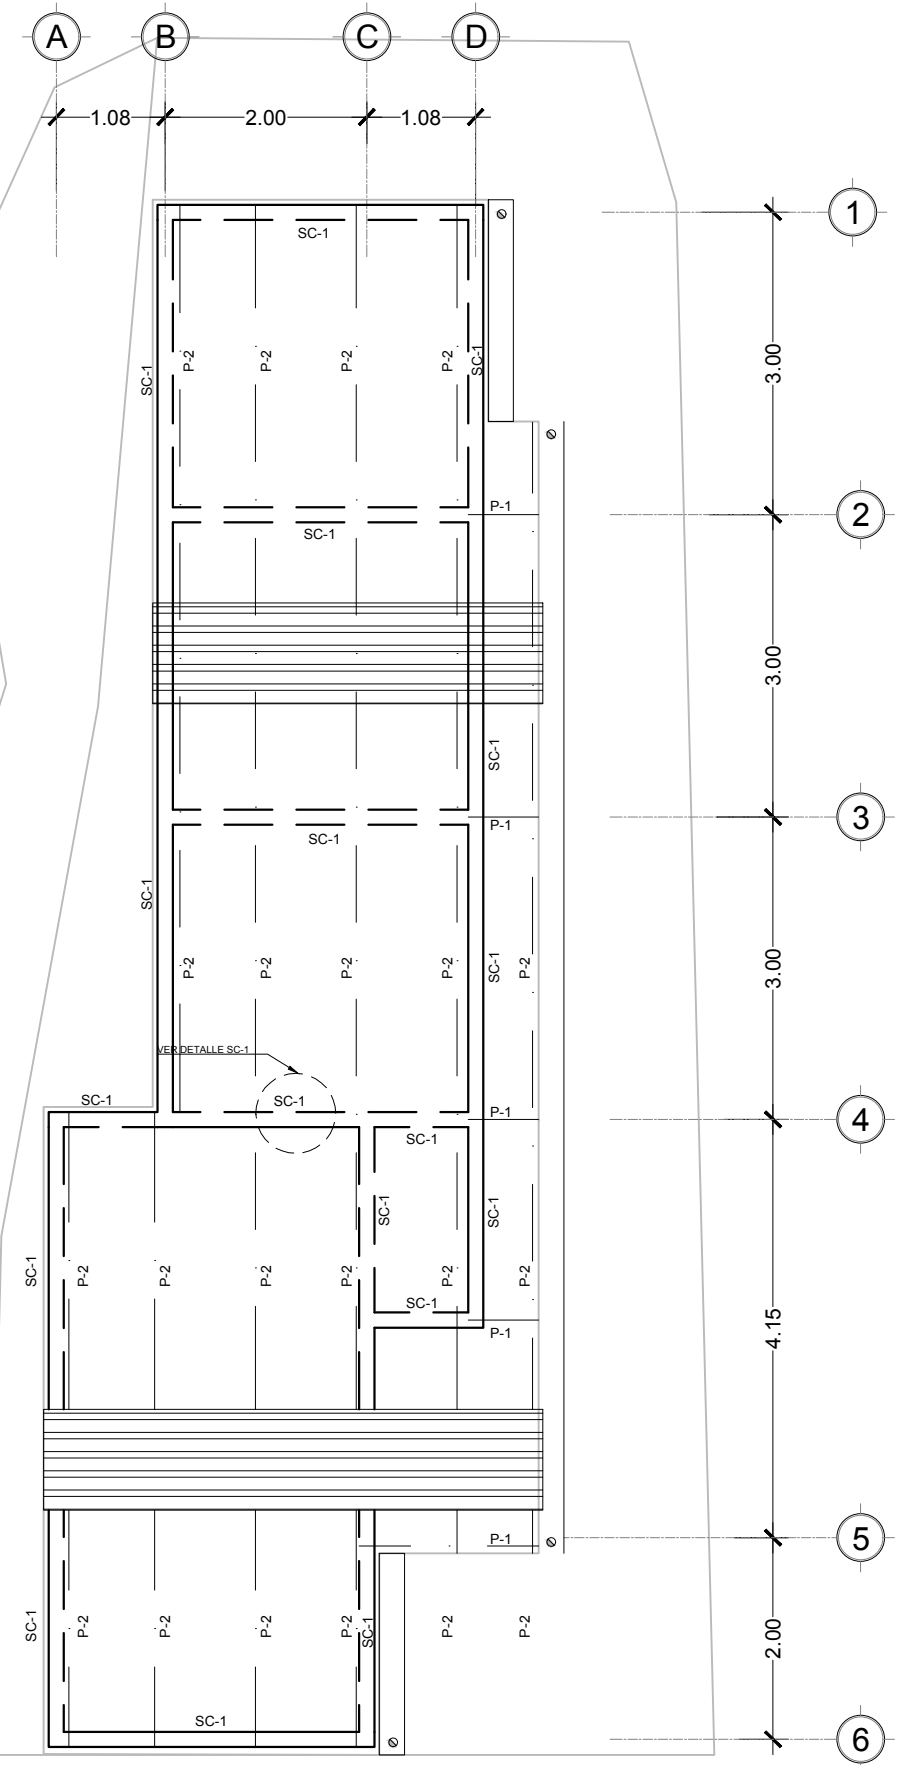 A B C D
1.08 2.00 1.08
1
SC-1
3.00
P-2 P-2 P-2 P-2 SC-1
SC-1
P-1
2
SC-1
3.00
SC-1
3
P-1
SC-1
SC-1
3.00
P-2 P-2 P-2 P-2 SC-1 P-2
VER DETALLE SC-1
SC-1 SC-1
P-1
4
SC-1
SC-1 SC-1
SC-1 P-2 P-2 P-2 P-2 P-2 P-2
SC-1
4.15
P-1
P-1
5
SC-1 P-2 P-2 P-2 P-2 SC-1 P-2 P-2
2.00
SC-1
6